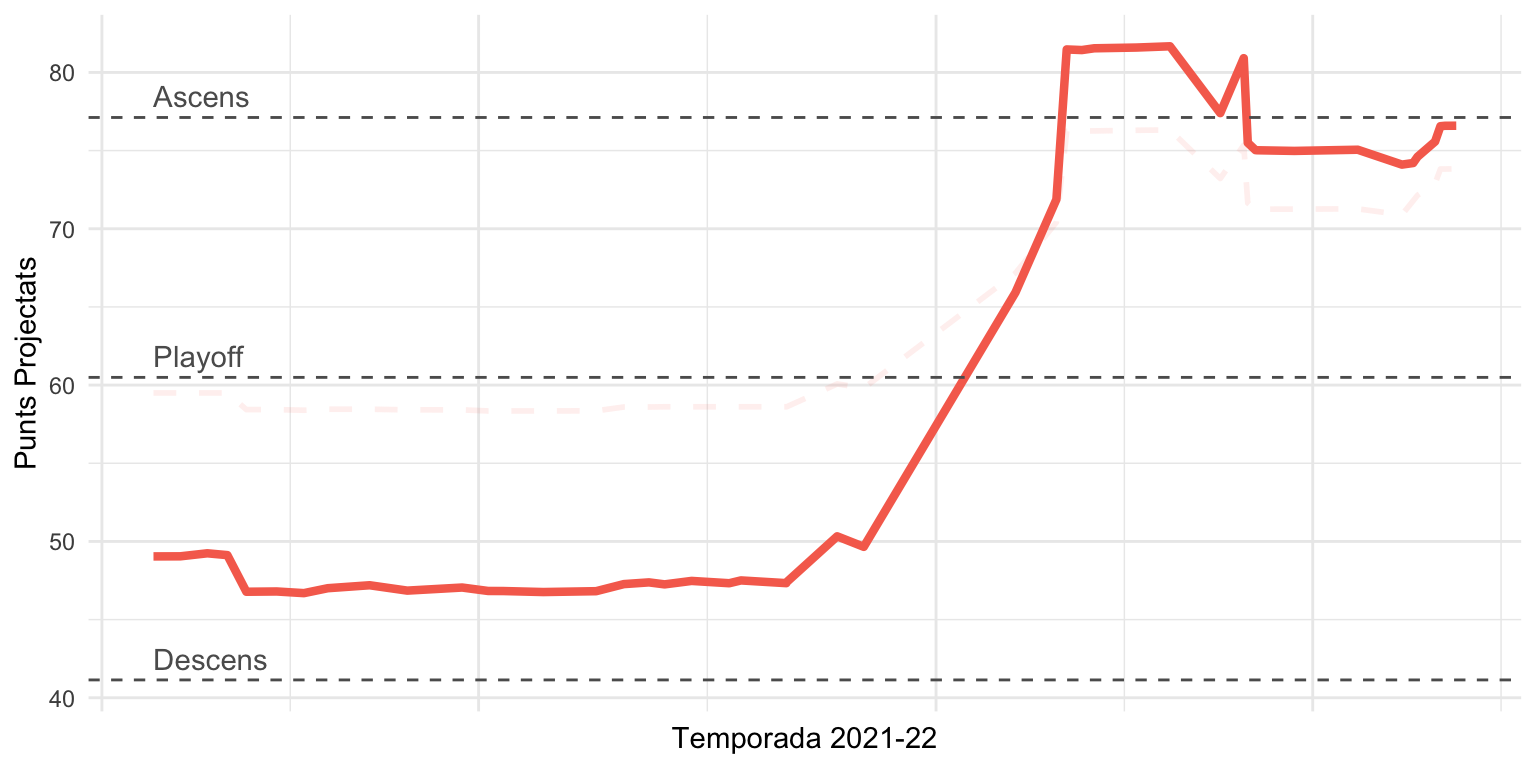 80
Ascens
70
Playoff
60
50
Descens
40
Punts Projectats
Temporada 2021-22